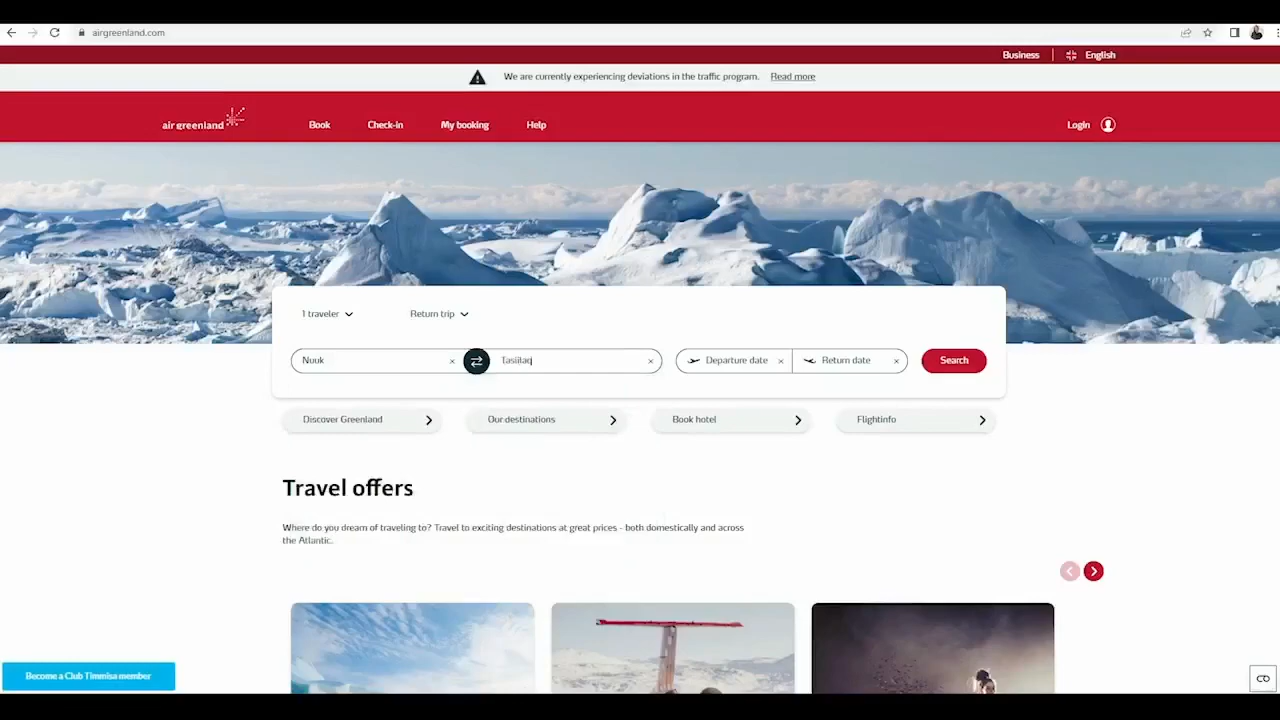 airgreenland.com
Business
English
We are currently experiencing deviations in the traffic program. Read more
air greenland
Book
Check-in
My booking
Help
Login
1 traveler
Return trip
Nuuk
Tasiilaq
Departure date
Return date
Search
Discover Greenland
Our destinations
Book hotel
Flightinfo
Travel offers
Where do you dream of traveling to? Travel to exciting destinations at great prices - both domestically and across
the Atlantic.
Become a Club Timmisa member